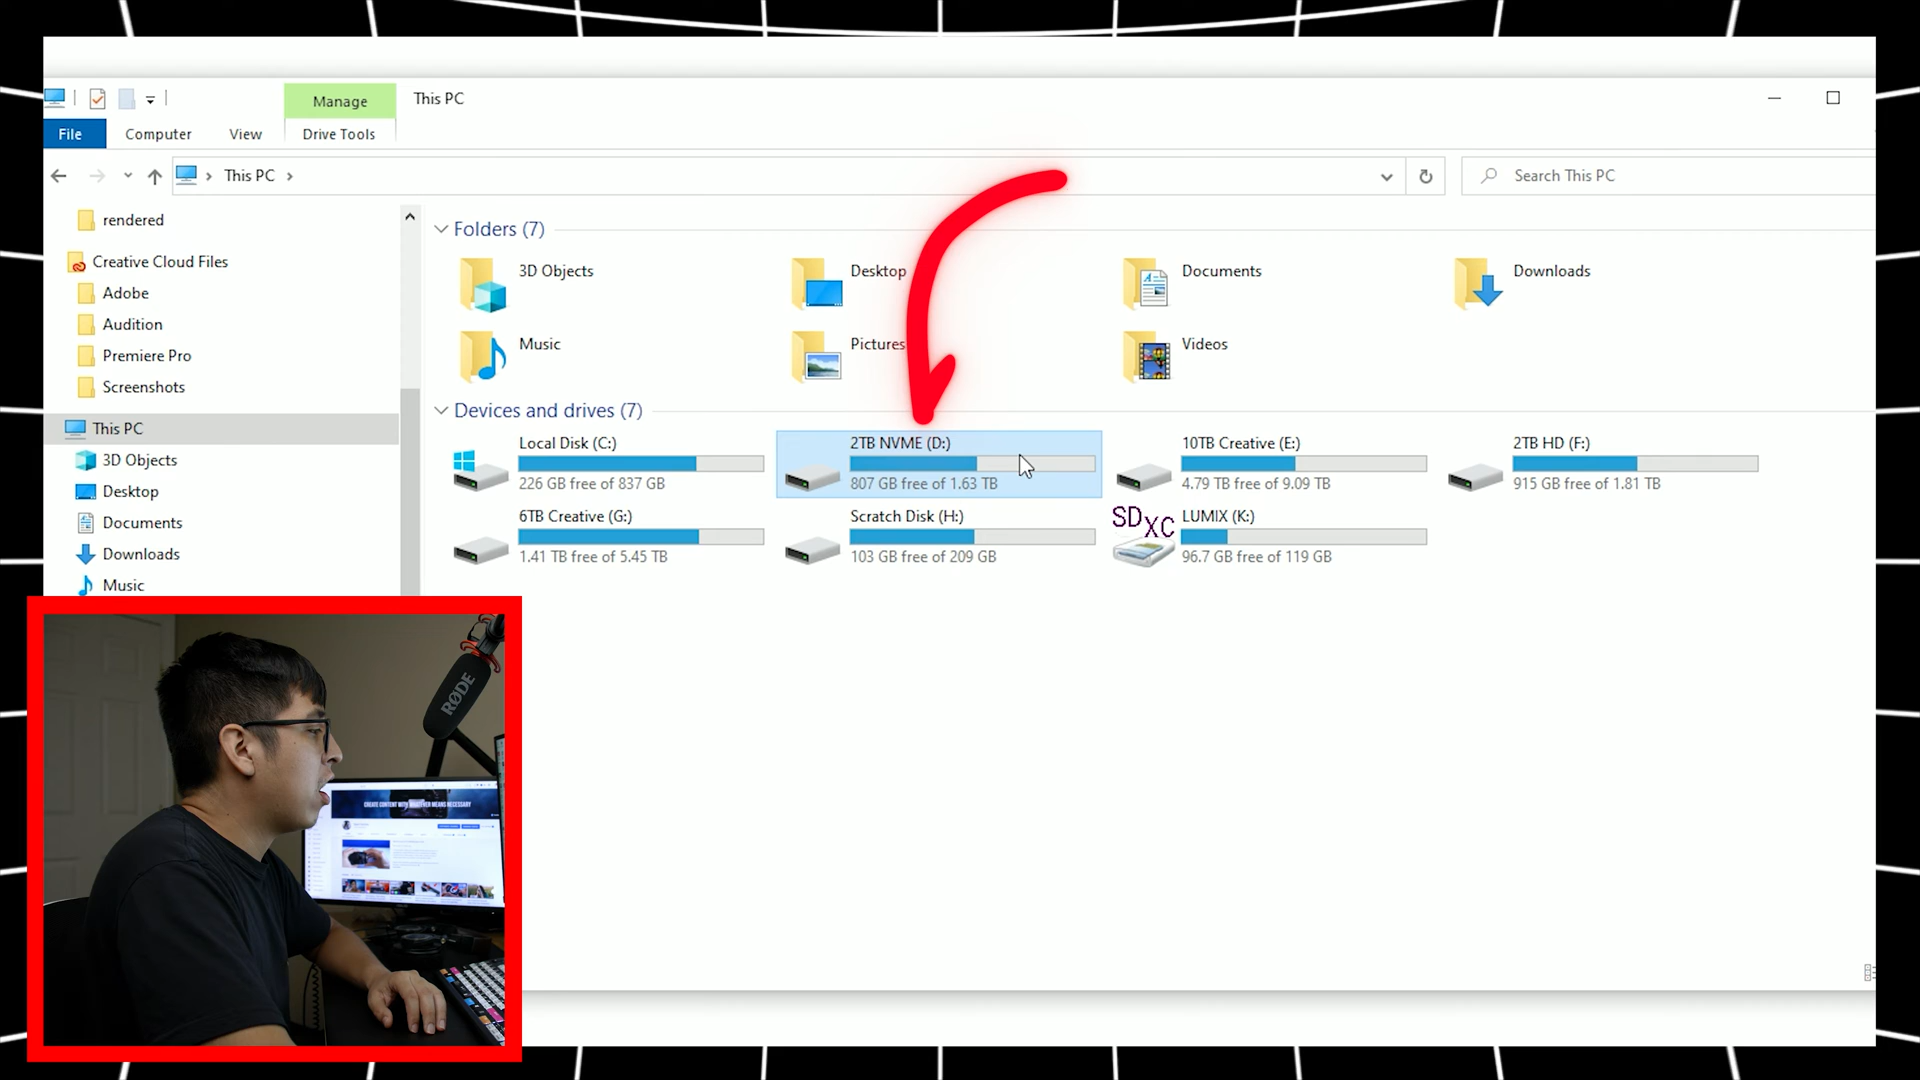 Manage
This PC
File
Computer
View
Drive Tools
This PC
Search This PC
rendered
Creative Cloud Files
Adobe
Audition
Premiere Pro
Screenshots
This PC
3D Objects
Desktop
Documents
Downloads
Music
Folders (7)
3D Objects
Desktop
Documents
Downloads
Music
Pictures
Videos
Devices and drives (7)
Local Disk (C:)
226 GB free of 837 GB
2TB NVME (D:)
807 GB free of 1.63 TB
10TB Creative (E:)
4.79 TB free of 9.09 TB
2TB HD (F:)
915 GB free of 1.81 TB
6TB Creative (G:)
1.41 TB free of 5.45 TB
Scratch Disk (H:)
103 GB free of 209 GB
SDXC
LUMIX (K:)
96.7 GB free of 119 GB
RØDE
CREATE CONTENT WITH WHATEVER MEANS NECESSARY